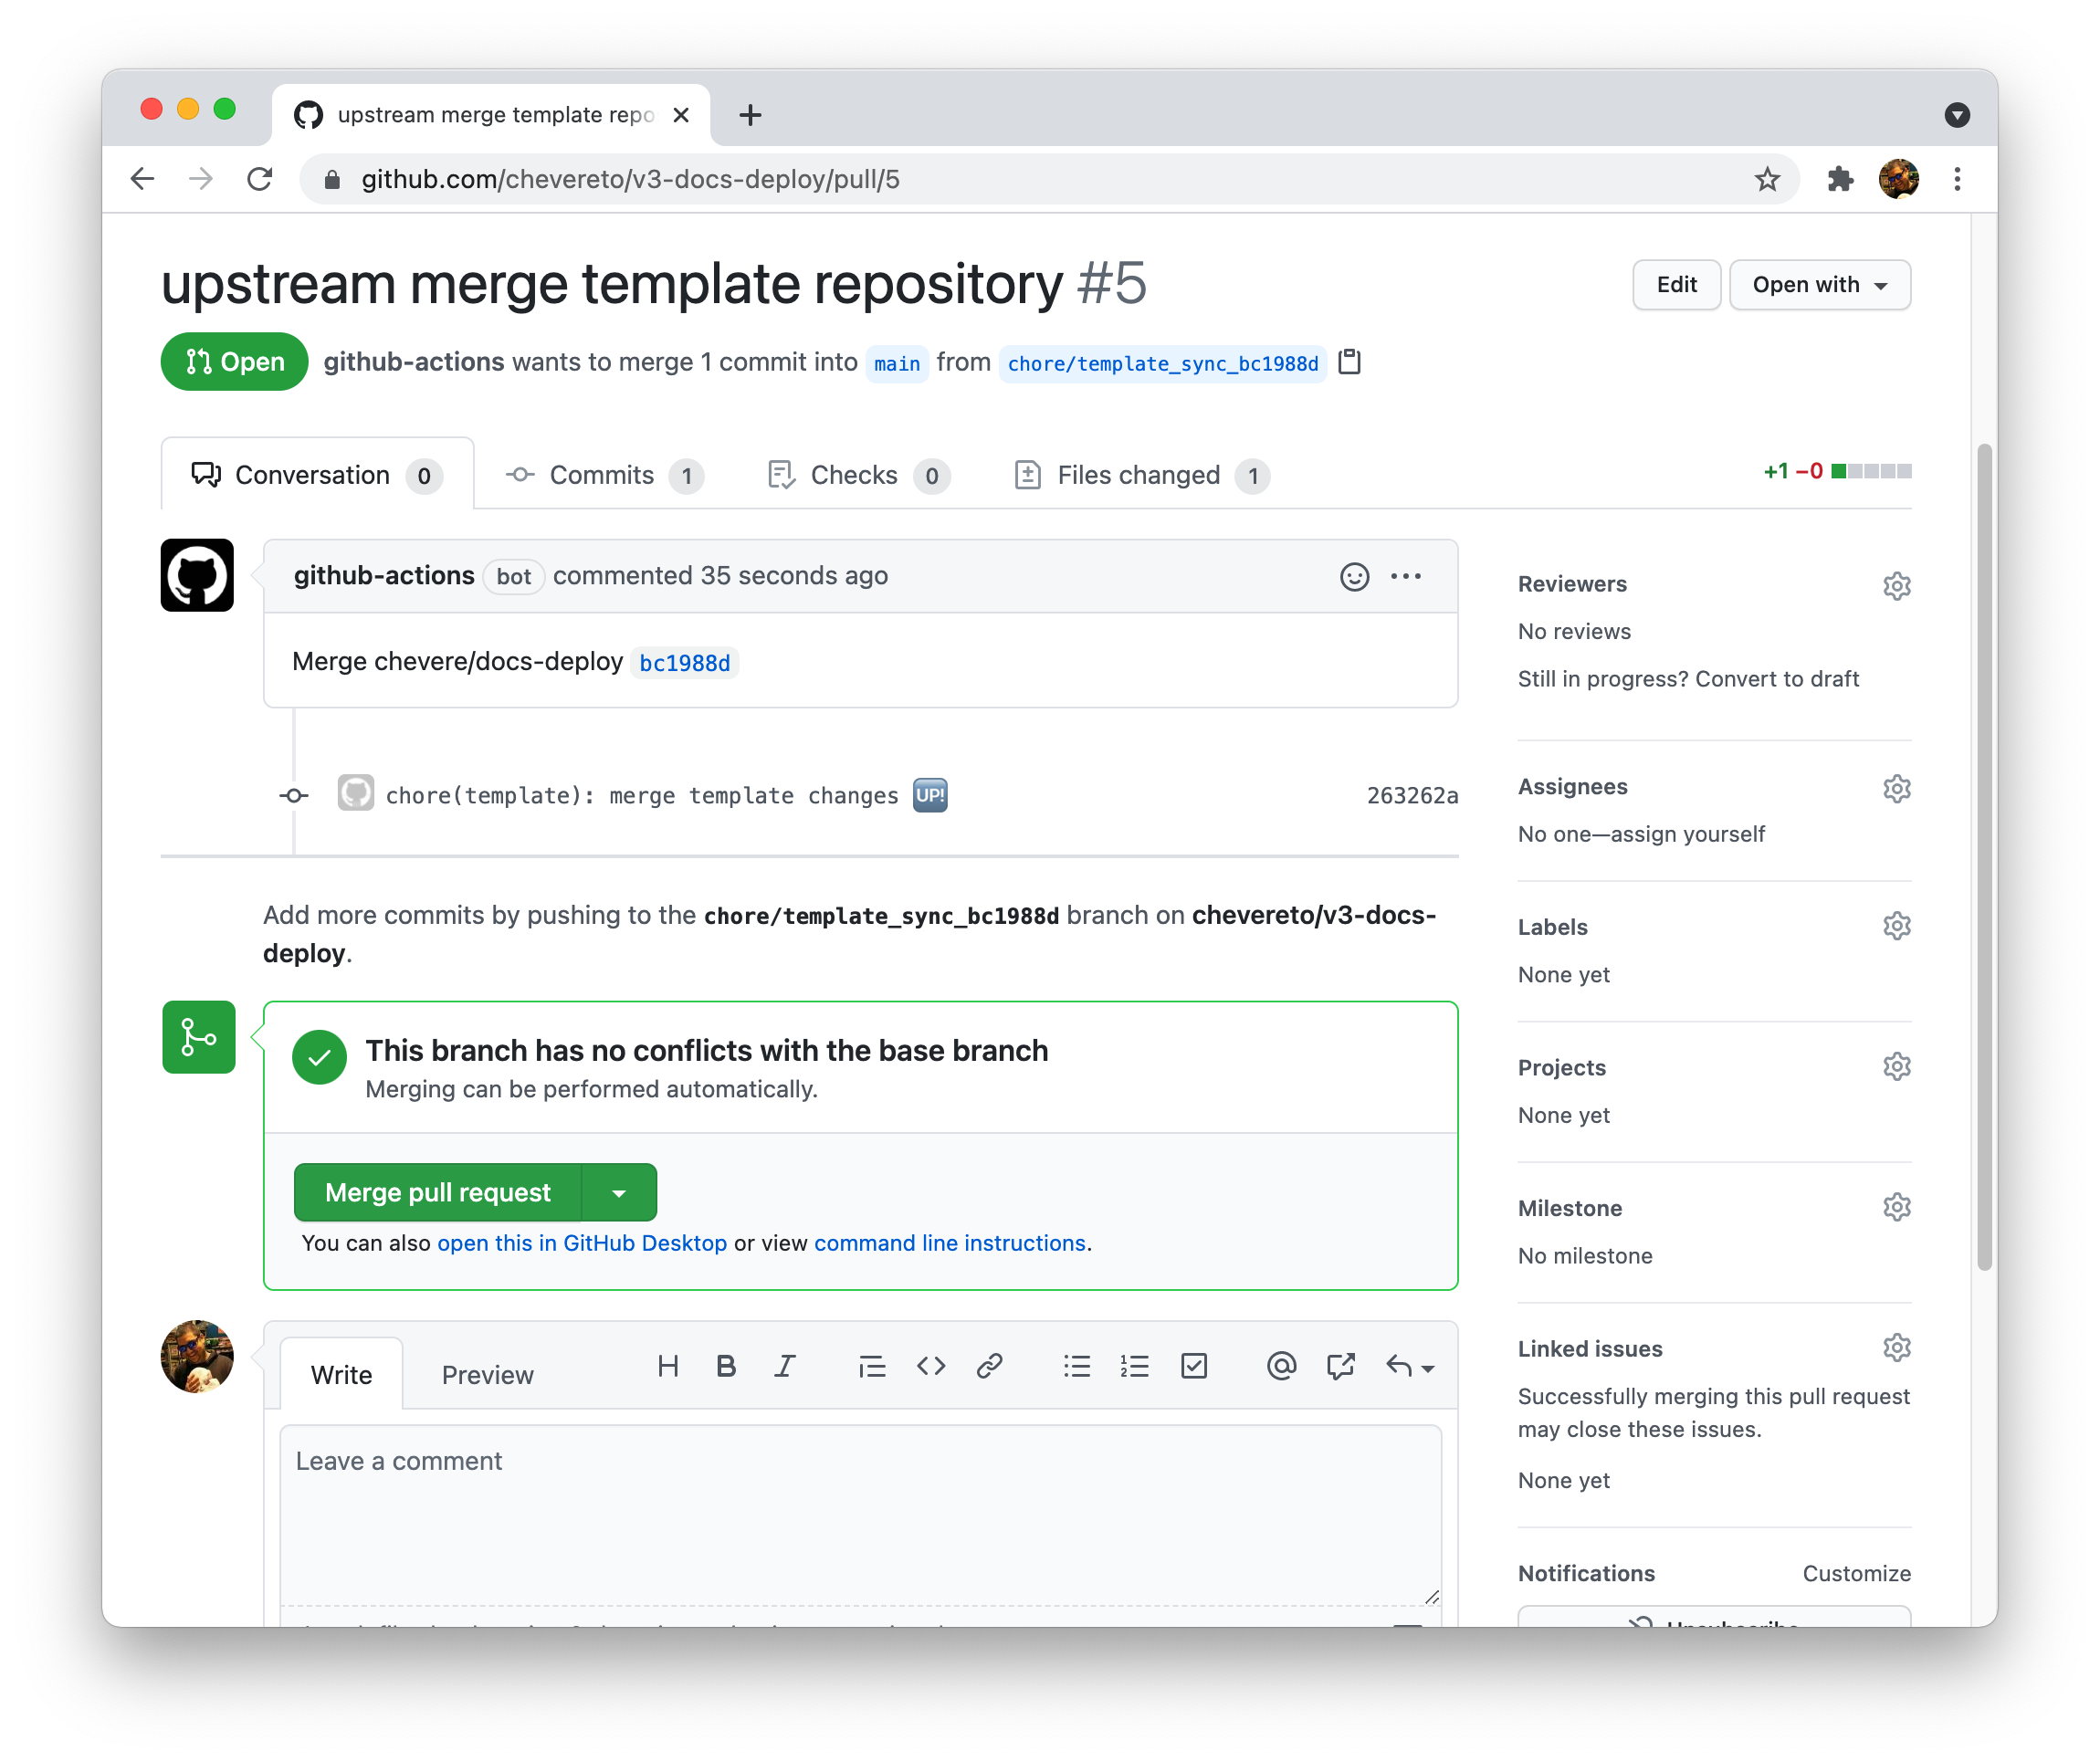 upstream merge template repo
github.com/chevereto/v3-docs-deploy/pull/5
upstream merge template repository #5
Edit
Open with
Open
github-actions wants to merge 1 commit into main from chore/template_sync_bc1988d
Conversation 0
Commits 1
Checks 0
Files changed 1
+1 −0
github-actions bot commented 35 seconds ago
Merge chevere/docs-deploy bc1988d
chore(template): merge template changes 🆙
263262a
Add more commits by pushing to the chore/template_sync_bc1988d branch on chevereto/v3-docs-
deploy.
This branch has no conflicts with the base branch
Merging can be performed automatically.
Merge pull request
You can also open this in GitHub Desktop or view command line instructions.
Write
Preview
Leave a comment
Reviewers
No reviews
Still in progress? Convert to draft
Assignees
No one—assign yourself
Labels
None yet
Projects
None yet
Milestone
No milestone
Linked issues
Successfully merging this pull request
may close these issues.
None yet
Notifications
Customize
Unsubscribe